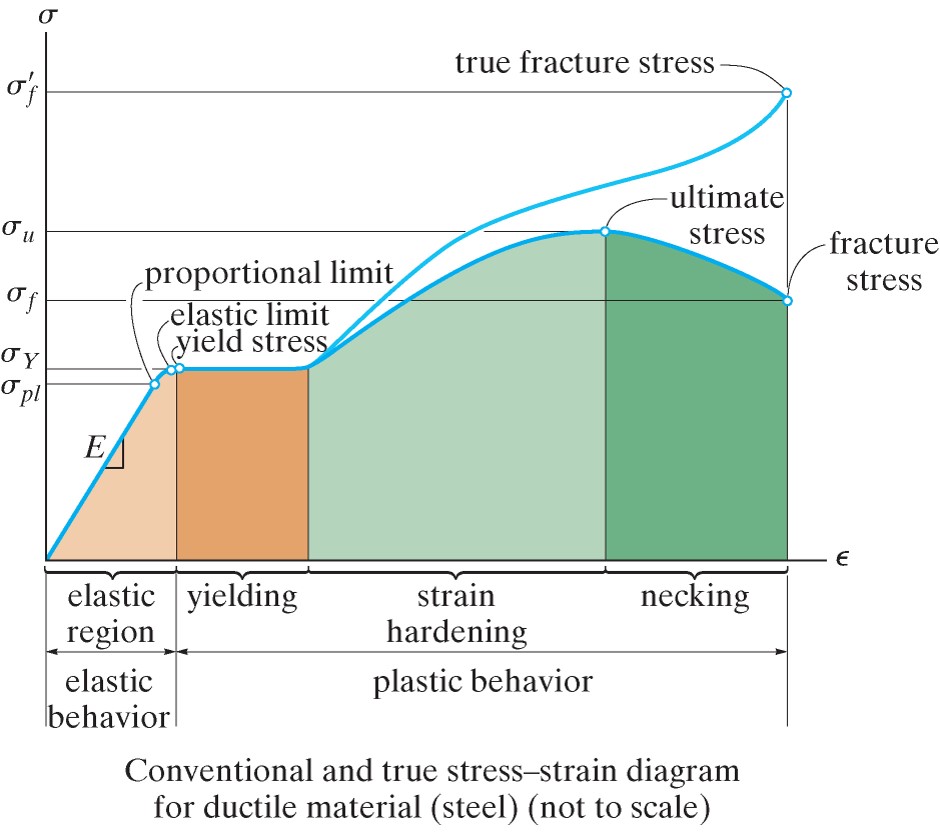 σ
true fracture stress
σ′f
ultimate
stress
σu
fracture
stress
proportional limit
σf
elastic limit
yield stress
σY
σpl
E
ϵ
elastic
region
yielding
strain
hardening
necking
elastic
behavior
plastic behavior
Conventional and true stress–strain diagram
for ductile material (steel) (not to scale)